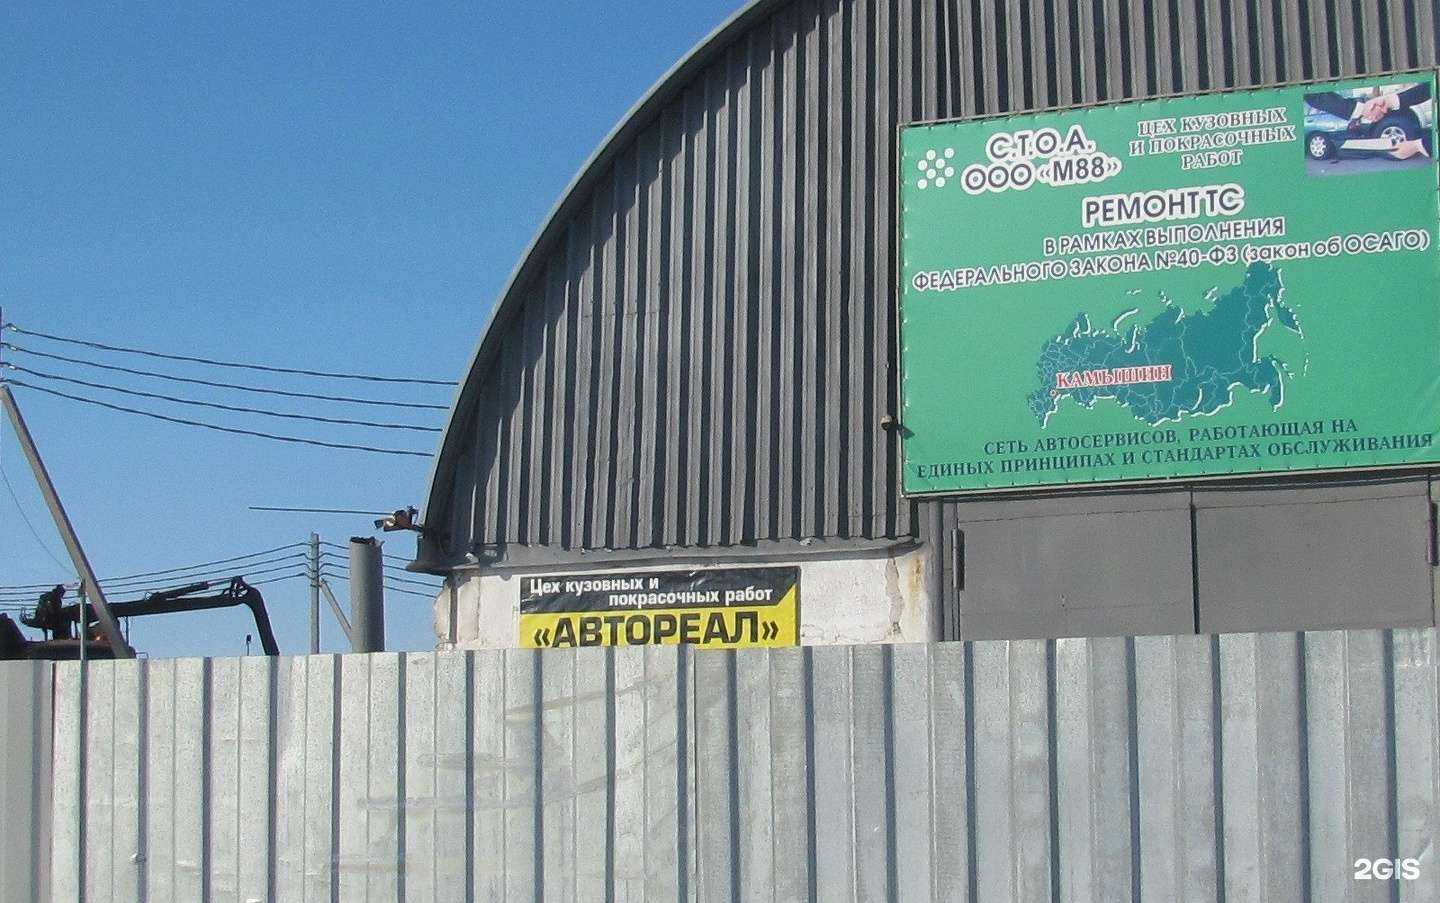 С.Т.О.А.
ООО «М88»
ЦЕХ КУЗОВНЫХ
И ПОКРАСОЧНЫХ
РАБОТ
РЕМОНТ ТС
В РАМКАХ ВЫПОЛНЕНИЯ
ФЕДЕРАЛЬНОГО ЗАКОНА №40-ФЗ (закон об ОСАГО)
КАМЫШИН
СЕТЬ АВТОСЕРВИСОВ, РАБОТАЮЩАЯ НА
ЕДИНЫХ ПРИНЦИПАХ И СТАНДАРТАХ ОБСЛУЖИВАНИЯ
Цех кузовных и
покрасочных работ
«АВТОРЕАЛ»
2GIS